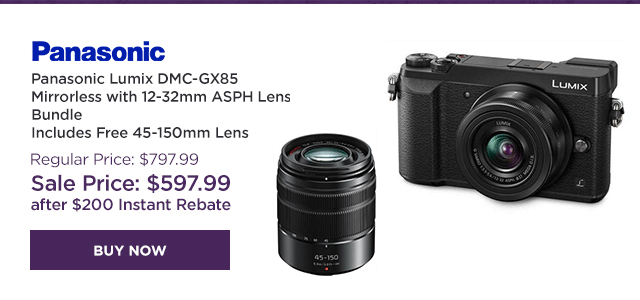 Panasonic
Panasonic Lumix DMC-GX85
Mirrorless with 12-32mm ASPH Lens
Bundle
Includes Free 45-150mm Lens
Regular Price: $797.99
Sale Price: $597.99
after $200 Instant Rebate
BUY NOW
LUMIX
LUMIX
45-150